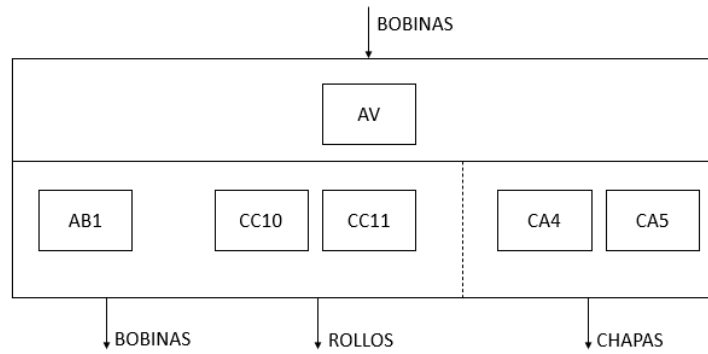 BOBINAS
AV
AB1
CC10
CC11
CA4
CA5
BOBINAS
ROLLOS
CHAPAS